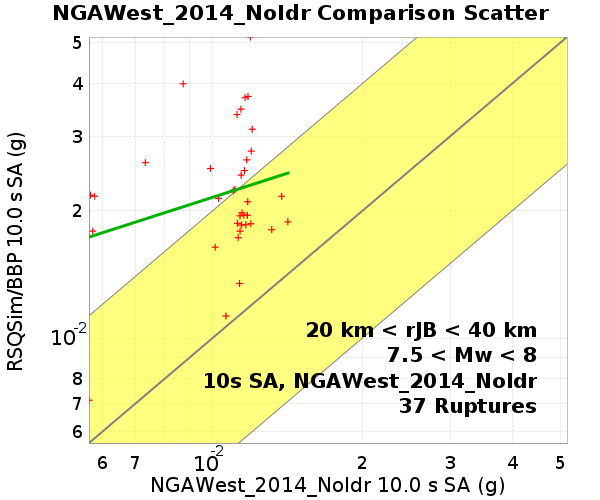 NGAWest_2014_NoIdr Comparison Scatter
RSQSim/BBP 10.0 s SA (g)
5
4
3
2
10-2
8
7
6
20 km < rJB < 40 km
7.5 < Mw < 8
10s SA, NGAWest_2014_NoIdr
37 Ruptures
6 7 10-2 2 3 4 5
NGAWest_2014_NoIdr 10.0 s SA (g)